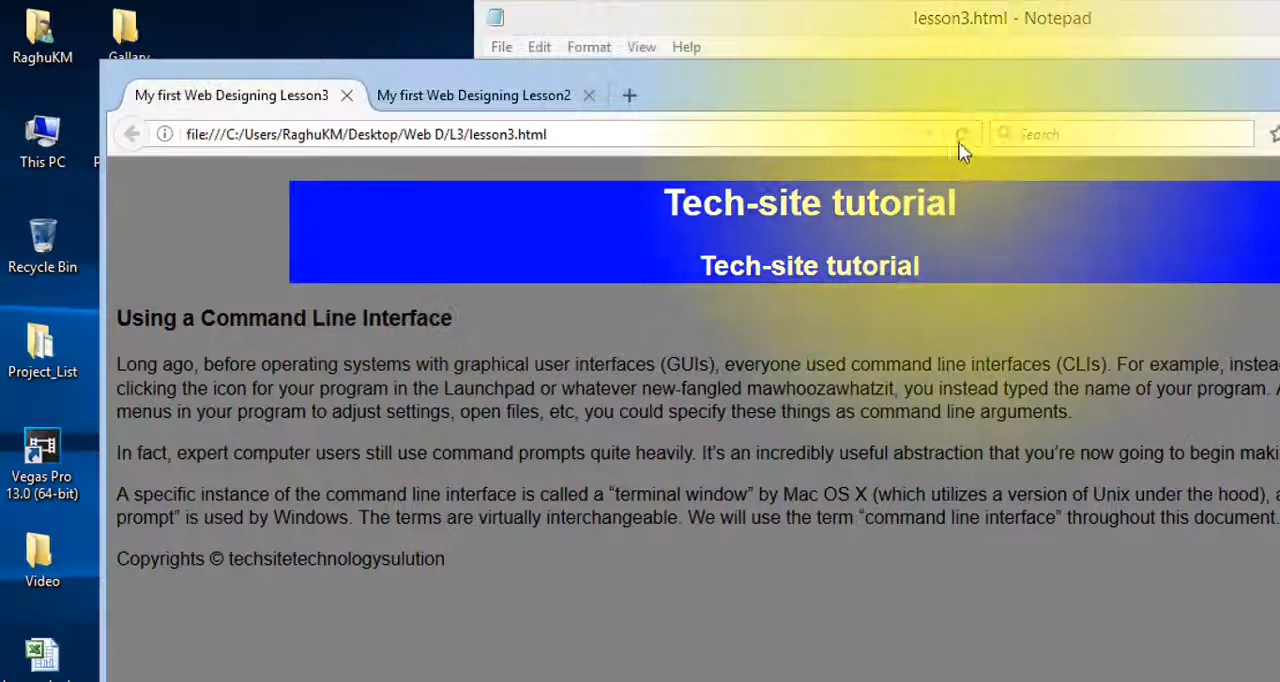 RaghuKM
Gallary
This PC
P
Recycle Bin
Project_List
Vegas Pro
13.0 (64-bit)
Video
lesson3.html - Notepad
File Edit Format View Help
My first Web Designing Lesson3
My first Web Designing Lesson2
file:///C:/Users/RaghuKM/Desktop/Web D/L3/lesson3.html
Search
Tech-site tutorial
Tech-site tutorial
Using a Command Line Interface
Long ago, before operating systems with graphical user interfaces (GUIs), everyone used command line interfaces (CLIs). For example, instea
clicking the icon for your program in the Launchpad or whatever new-fangled mawhoozawhatzit, you instead typed the name of your program. A
menus in your program to adjust settings, open files, etc, you could specify these things as command line arguments.
In fact, expert computer users still use command prompts quite heavily. It’s an incredibly useful abstraction that you’re now going to begin maki
A specific instance of the command line interface is called a “terminal window” by Mac OS X (which utilizes a version of Unix under the hood), a
prompt” is used by Windows. The terms are virtually interchangeable. We will use the term “command line interface” throughout this document.
Copyrights © techsitetechnologysulution